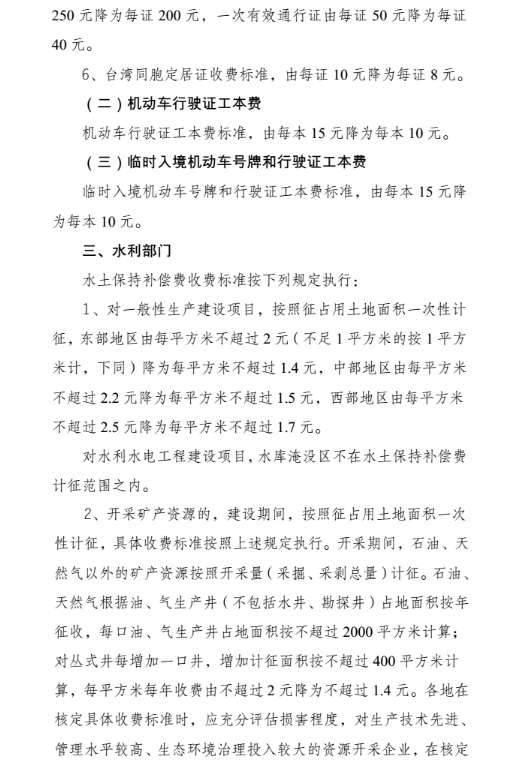 250 元降为每证 200 元，一次有效通行证由每证 50 元降为每证
40 元。
6、台湾同胞定居证收费标准，由每证 10 元降为每证 8 元。
（二）机动车行驶证工本费
机动车行驶证工本费标准，由每本 15 元降为每本 10 元。
（三）临时入境机动车号牌和行驶证工本费
临时入境机动车号牌和行驶证工本费标准，由每本 15 元降
为每本 10 元。
三、水利部门
水土保持补偿费收费标准按下列规定执行：
1、对一般性生产建设项目，按照征占用土地面积一次性计
征，东部地区由每平方米不超过 2 元（不足 1 平方米的按 1 平方
米计，下同）降为每平方米不超过 1.4 元，中部地区由每平方米
不超过 2.2 元降为每平方米不超过 1.5 元，西部地区由每平方米
不超过 2.5 元降为每平方米不超过 1.7 元。
对水利水电工程建设项目，水库淹没区不在水土保持补偿费
计征范围之内。
2、开采矿产资源的，建设期间，按照征占用土地面积一次
性计征，具体收费标准按照上述规定执行。开采期间，石油、天
然气以外的矿产资源按照开采量（采掘、采剥总量）计征。石油、
天然气根据油、气生产井（不包括水井、勘探井）占地面积按年
征收，每口油、气生产井占地面积按不超过 2000 平方米计算；
对丛式井每增加一口井，增加计征面积按不超过 400 平方米计
算，每平方米每年收费由不超过 2 元降为不超过 1.4 元。各地在
核定具体收费标准时，应充分评估损害程度，对生产技术先进、
管理水平较高、生态环境治理投入较大的资源开采企业，在核定